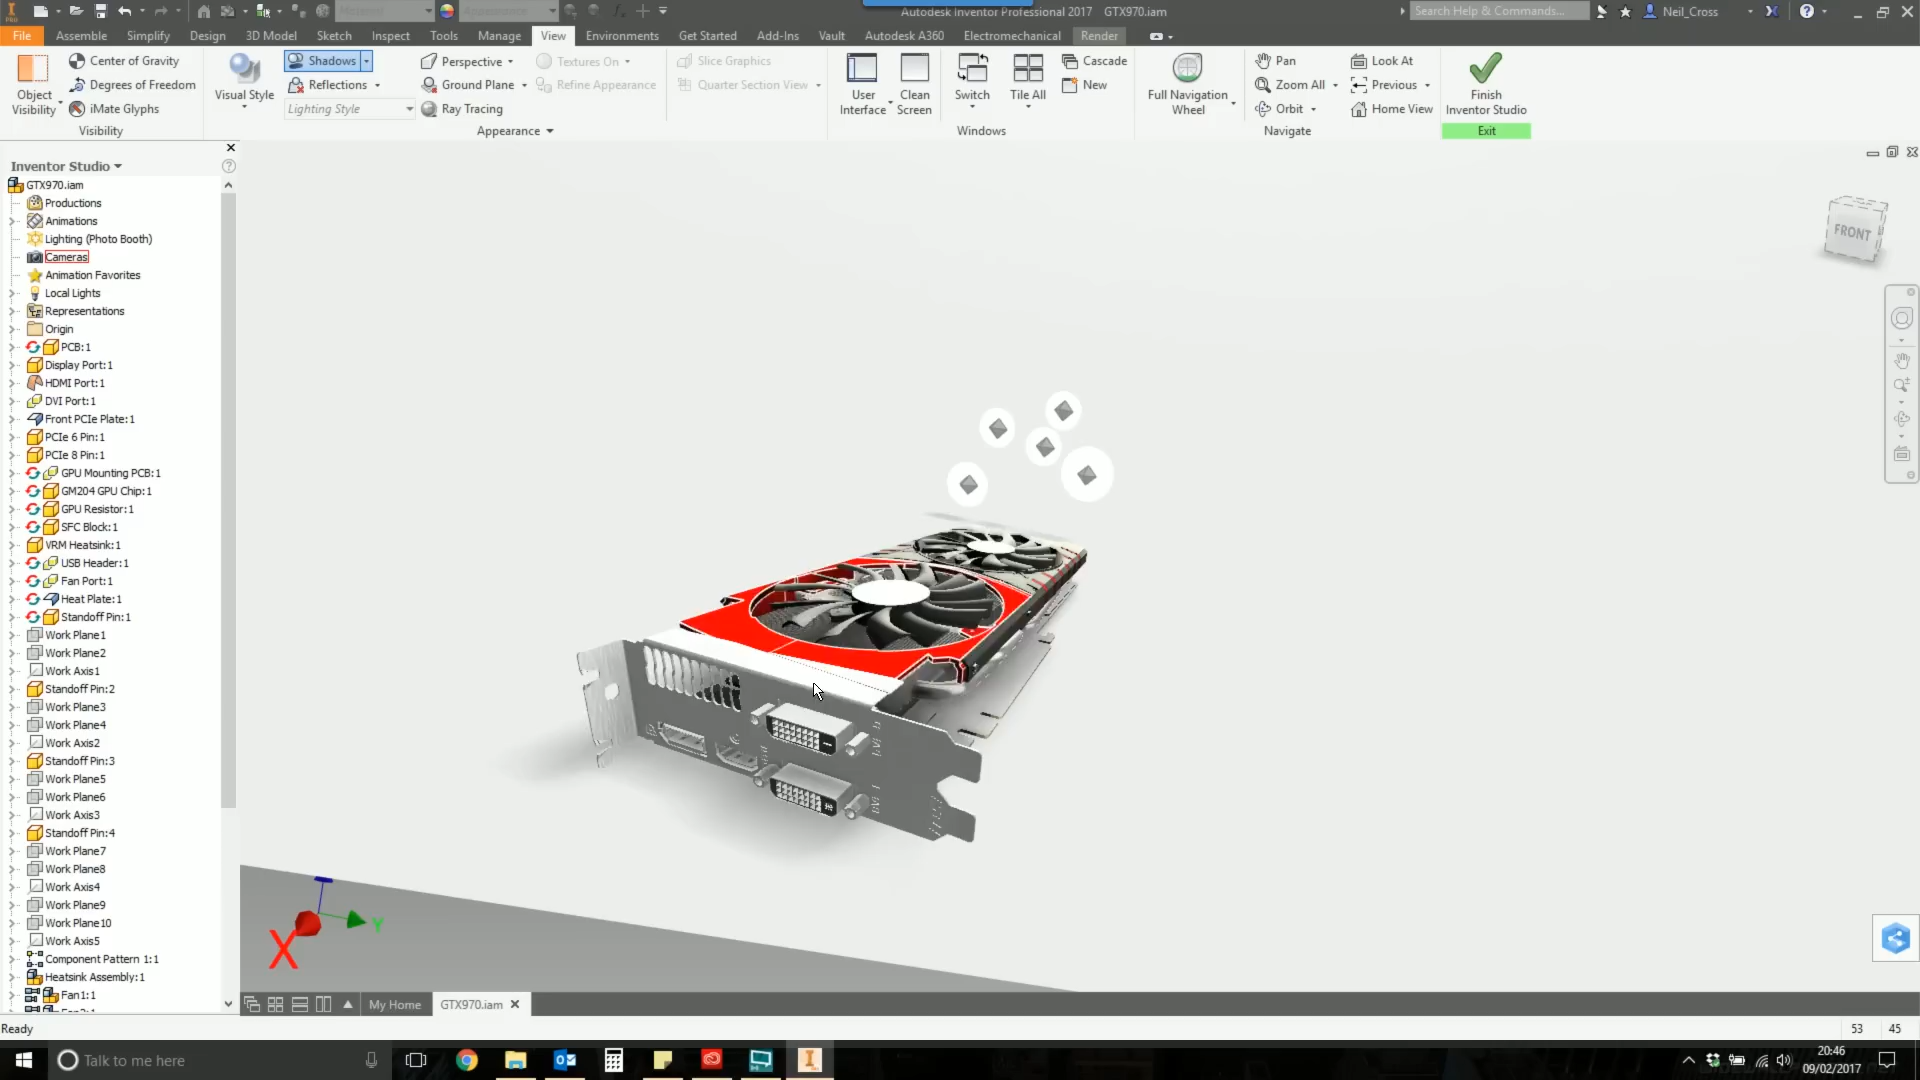 Autodesk Inventor Professional 2017 GTX970.iam
Search Help & Commands...
Neil_Cross
File Assemble Simplify Design 3D Model Sketch Inspect Tools Manage View Environments Get Started Add-Ins Vault Autodesk A360 Electromechanical Render
Object Visibility
Center of Gravity
Degrees of Freedom
iMate Glyphs
Visibility
Visual Style
Shadows
Reflections
Lighting Style
Perspective
Ground Plane
Ray Tracing
Textures On
Refine Appearance
Appearance
Slice Graphics
Quarter Section View
User Interface
Clean Screen
Switch
Tile All
Cascade
New
Windows
Full Navigation Wheel
Pan
Zoom All
Orbit
Look At
Previous
Home View
Navigate
Finish Inventor Studio
Exit
Inventor Studio
GTX970.iam
Productions
Animations
Lighting (Photo Booth)
Cameras
Animation Favorites
Local Lights
Representations
Origin
PCB:1
Display Port:1
HDMI Port:1
DVI Port:1
Front PCIe Plate:1
PCIe 6 Pin:1
PCIe 8 Pin:1
GPU Mounting PCB:1
GM204 GPU Chip:1
GPU Resistor:1
SFC Block:1
VRM Heatsink:1
USB Header:1
Fan Port:1
Heat Plate:1
Standoff Pin:1
Work Plane1
Work Plane2
Work Axis1
Standoff Pin:2
Work Plane3
Work Plane4
Work Axis2
Standoff Pin:3
Work Plane5
Work Plane6
Work Axis3
Standoff Pin:4
Work Plane7
Work Plane8
Work Axis4
Work Plane9
Work Plane10
Work Axis5
Component Pattern 1:1
Heatsink Assembly:1
Fan1:1
FRONT
X
Y
My Home
GTX970.iam
Ready
53 45
Talk to me here
20:46
09/02/2017